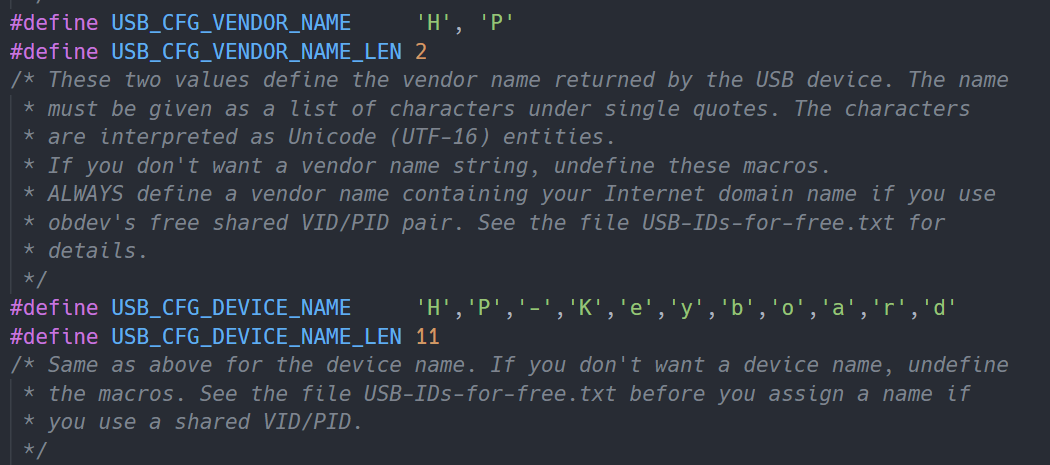 */
#define USB_CFG_VENDOR_NAME     'H', 'P'
#define USB_CFG_VENDOR_NAME_LEN 2
/* These two values define the vendor name returned by the USB device. The name
 * must be given as a list of characters under single quotes. The characters
 * are interpreted as Unicode (UTF-16) entities.
 * If you don't want a vendor name string, undefine these macros.
 * ALWAYS define a vendor name containing your Internet domain name if you use
 * obdev's free shared VID/PID pair. See the file USB-IDs-for-free.txt for
 * details.
 */
#define USB_CFG_DEVICE_NAME     'H','P','-','K','e','y','b','o','a','r','d'
#define USB_CFG_DEVICE_NAME_LEN 11
/* Same as above for the device name. If you don't want a device name, undefine
 * the macros. See the file USB-IDs-for-free.txt before you assign a name if
 * you use a shared VID/PID.
 */